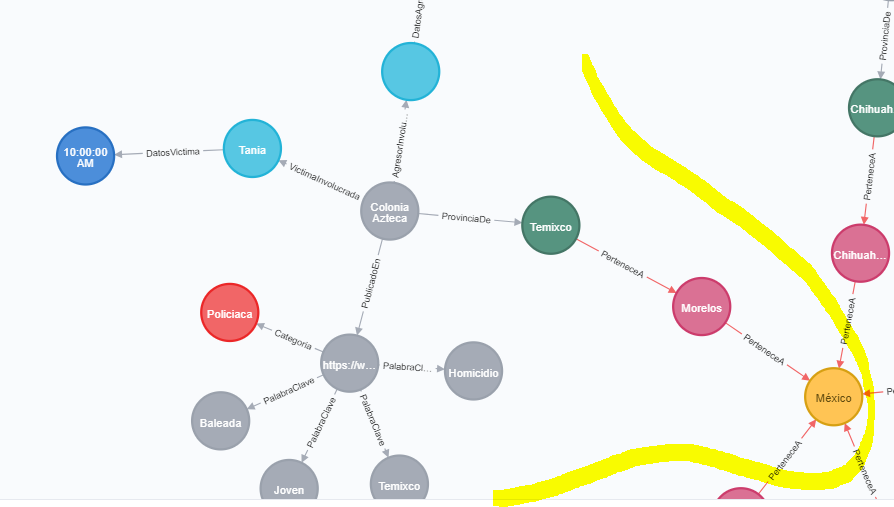 DatosAgr
ProvinciaDe
Chihuah
10:00:00
AM
DatosVictima
Tania
VictimaInvolucrada
AgresorInvolu...
Colonia
Azteca
ProvinciaDe
Temixco
PerteneceA
PerteneceA
Chihuah...
PerteneceA
Morelos
PerteneceA
México
Pe
PublicadoEn
Policiaca
Categoria
https://w...
PalabraCl...
Homicidio
PalabraClave
Baleada
PalabraClave
Joven
PalabraClave
Temixco
PerteneceA
PerteneceA